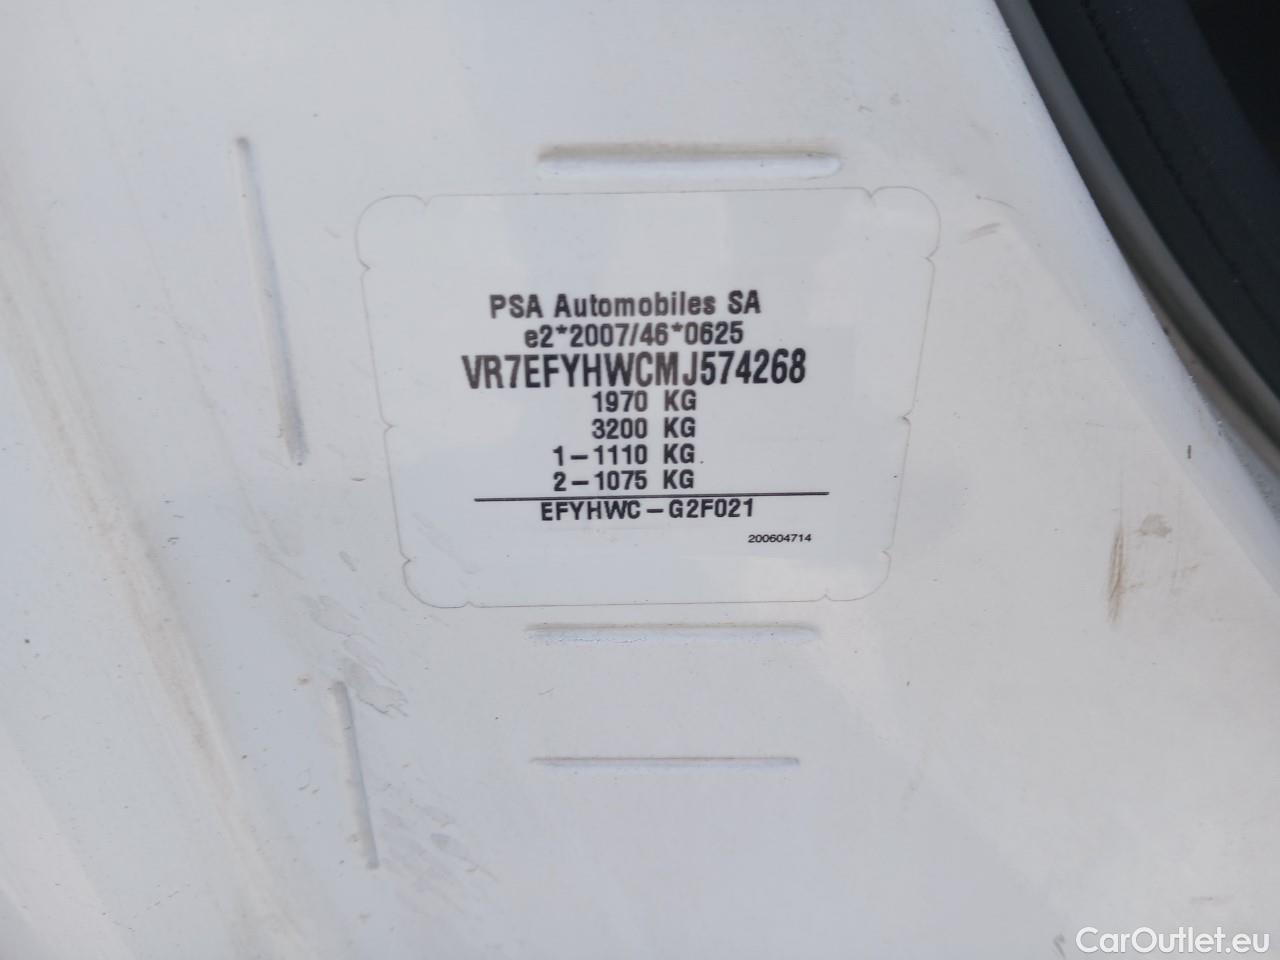 PSA Automobiles SA
e2*2007/46*0625
VR7EFYHWCMJ574268
1970 KG
3200 KG
1-1110 KG
2-1075 KG
EFYHWC-G2F021
200604714
CarOutlet.eu